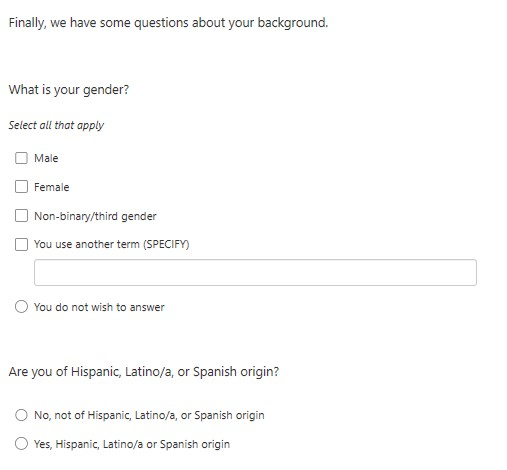 Finally, we have some questions about your background.
What is your gender?
Select all that apply
Male
Female
Non-binary/third gender
You use another term (SPECIFY)
You do not wish to answer
Are you of Hispanic, Latino/a, or Spanish origin?
No, not of Hispanic, Latino/a, or Spanish origin
Yes, Hispanic, Latino/a or Spanish origin